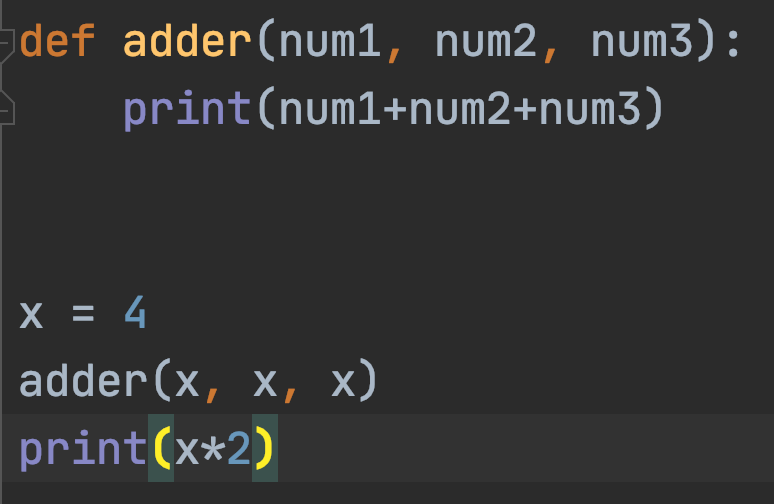 def adder(num1, num2, num3):
    print(num1+num2+num3)
x = 4
adder(x, x, x)
print(x*2)